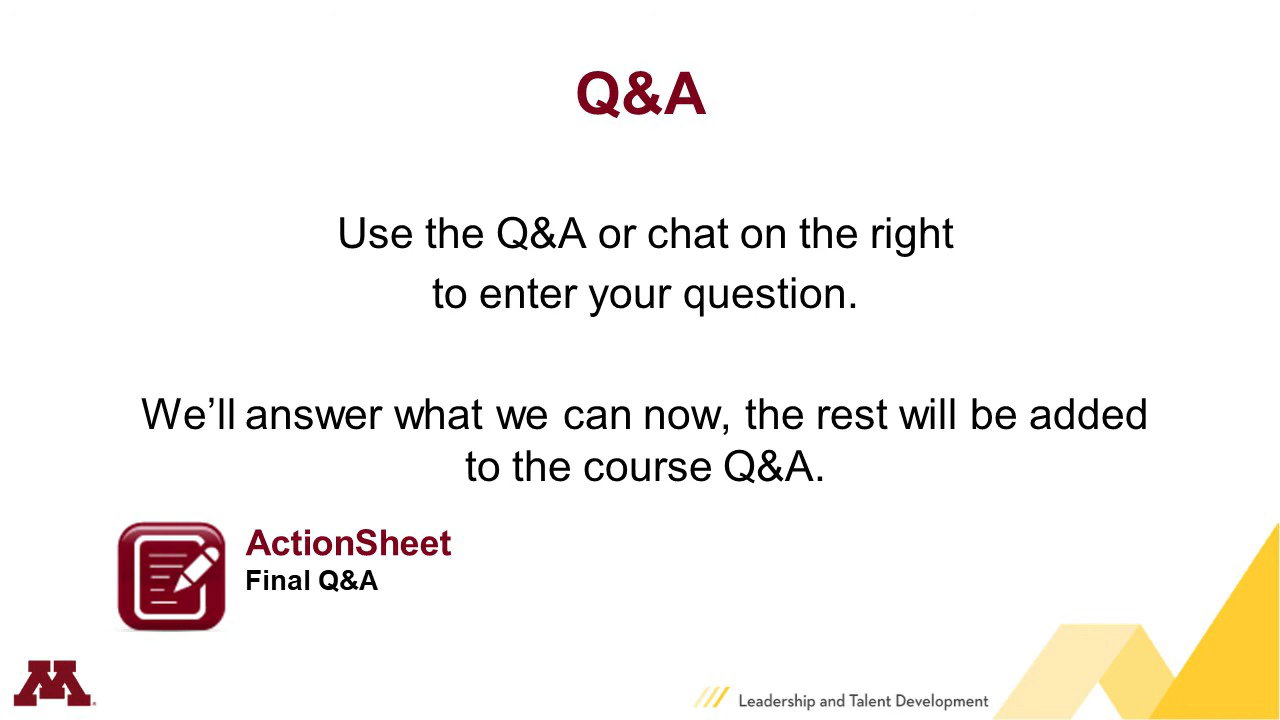 Q&A
Use the Q&A or chat on the right
to enter your question.
We’ll answer what we can now, the rest will be added
to the course Q&A.
ActionSheet
Final Q&A
M
Leadership and Talent Development